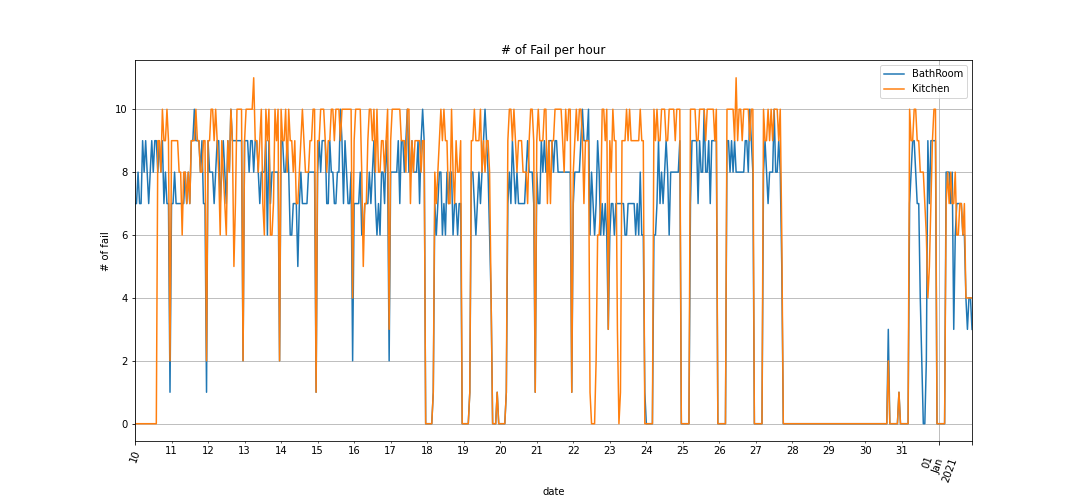 # of Fail per hour
BathRoom
Kitchen
# of fail
10
8
6
4
2
0
10 11 12 13 14 15 16 17 18 19 20 21 22 23 24 25 26 27 28 29 30 31 01
Jan
2021
date